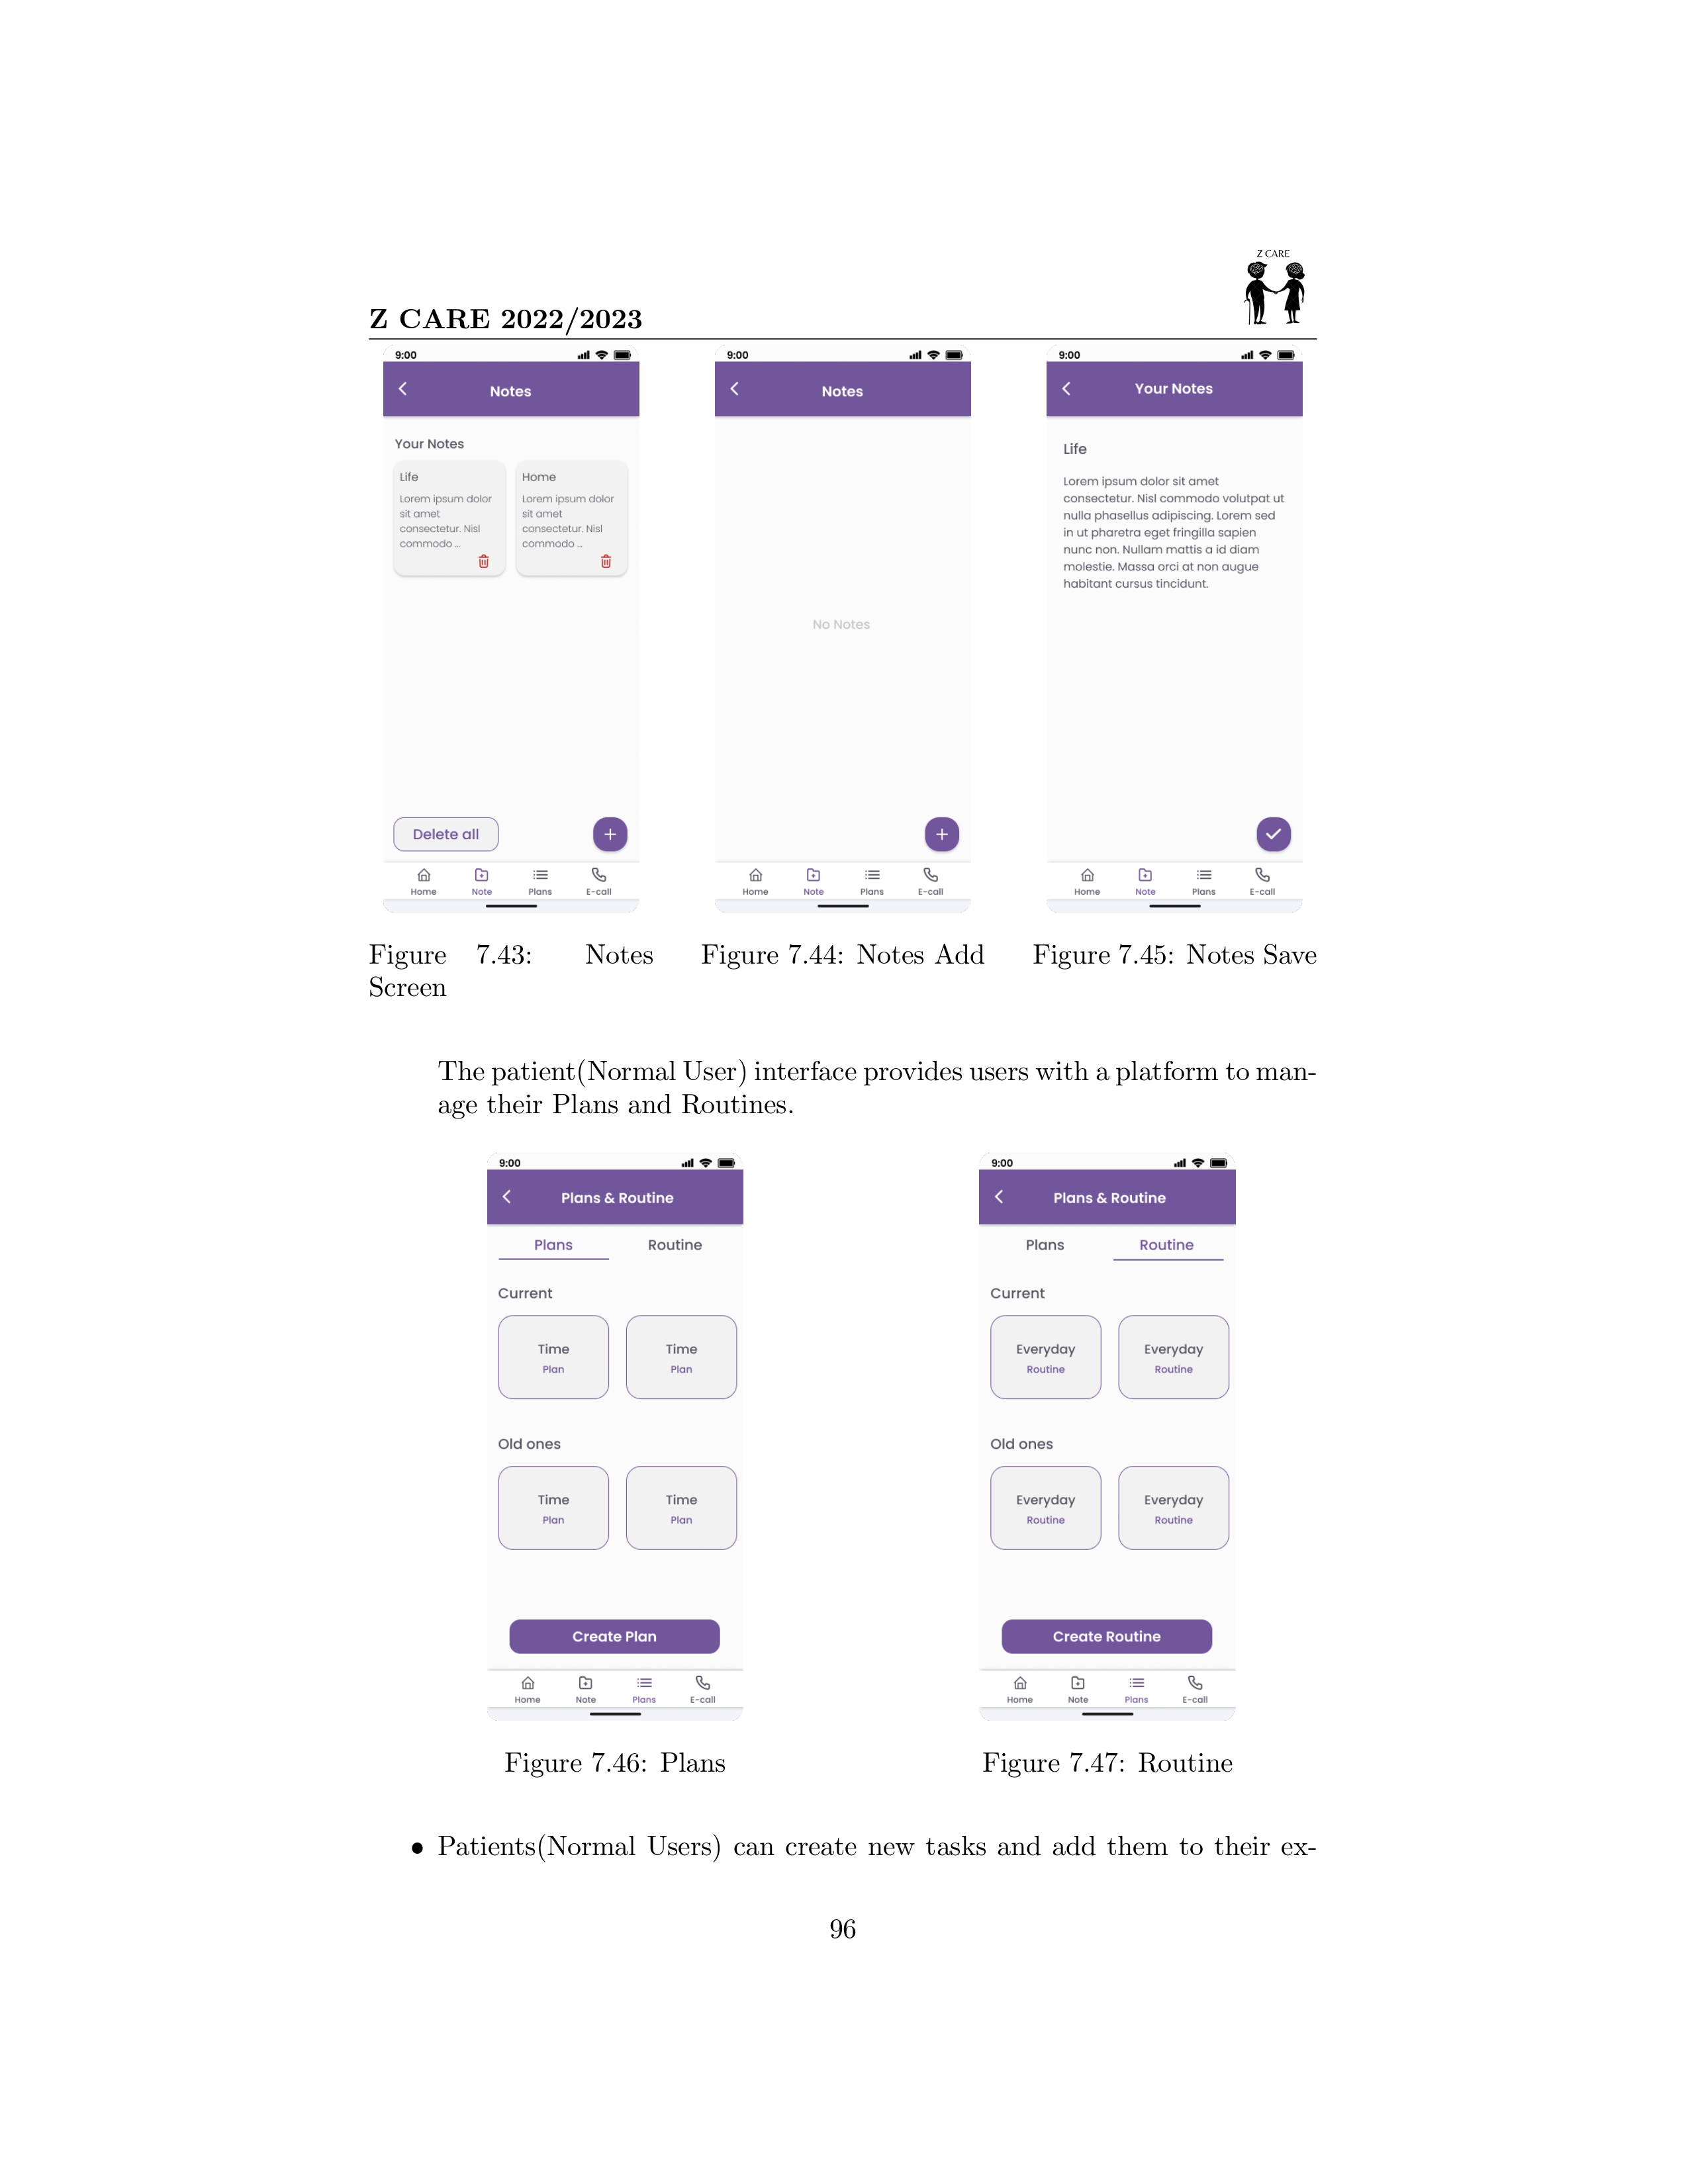 Z CARE
Z CARE 2022/2023
9:00
Notes
Your Notes
Life
Lorem ipsum dolor
sit amet
consectetur. Nisl
commodo ...
Home
Lorem ipsum dolor
sit amet
consectetur. Nisl
commodo ...
Delete all
+
Home Note Plans E-call
Figure 7.43: Notes
Screen
9:00
Notes
No Notes
+
Home Note Plans E-call
Figure 7.44: Notes Add
9:00
Your Notes
Life
Lorem ipsum dolor sit amet
consectetur. Nisl commodo volutpat ut
nulla phasellus adipiscing. Lorem sed
in ut pharetra eget fringilla sapien
nunc non. Nullam mattis a id diam
molestie. Massa orci at non augue
habitant cursus tincidunt.
Home Note Plans E-call
Figure 7.45: Notes Save
The patient(Normal User) interface provides users with a platform to man-
age their Plans and Routines.
9:00
Plans & Routine
Plans Routine
Current
Time
Plan
Time
Plan
Old ones
Time
Plan
Time
Plan
Create Plan
Home Note Plans E-call
Figure 7.46: Plans
9:00
Plans & Routine
Plans Routine
Current
Everyday
Routine
Everyday
Routine
Old ones
Everyday
Routine
Everyday
Routine
Create Routine
Home Note Plans E-call
Figure 7.47: Routine
• Patients(Normal Users) can create new tasks and add them to their ex-
96